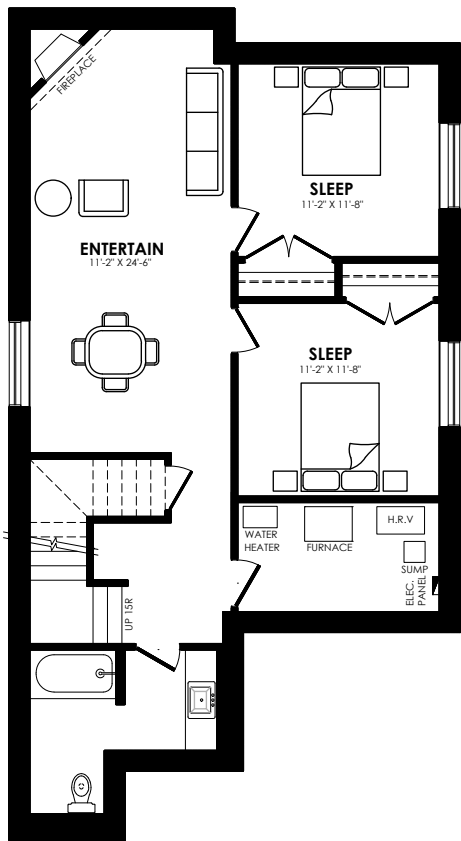 FIREPLACE
SLEEP
11'-2" X 11'-8"
ENTERTAIN
11'-2" X 24'-6"
SLEEP
11'-2" X 11'-8"
WATER
HEATER
FURNACE
H.R.V
SUMP
ELEC.
PANEL
UP 15R